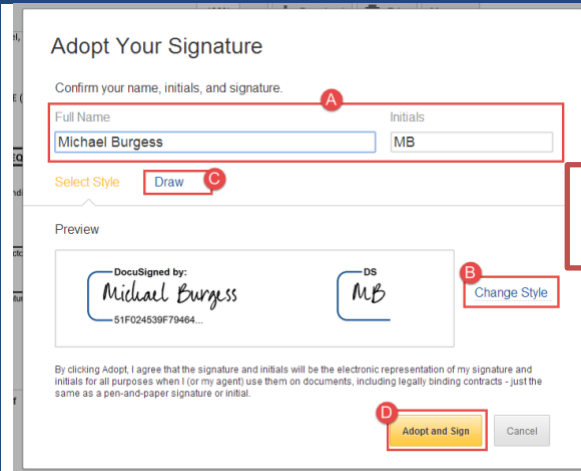 Adopt Your Signature
Confirm your name, initials, and signature.
A
Full Name Initials
Michael Burgess MB
Select Style Draw C
Preview
DocuSigned by: DS
Michael Burgess MB
51F024539F79464...
B
Change Style
By clicking Adopt, I agree that the signature and initials will be the electronic representation of my signature and
initials for all purposes when I (or my agent) use them on documents, including legally binding contracts - just the
same as a pen-and-paper signature or initial.
D
Adopt and Sign Cancel